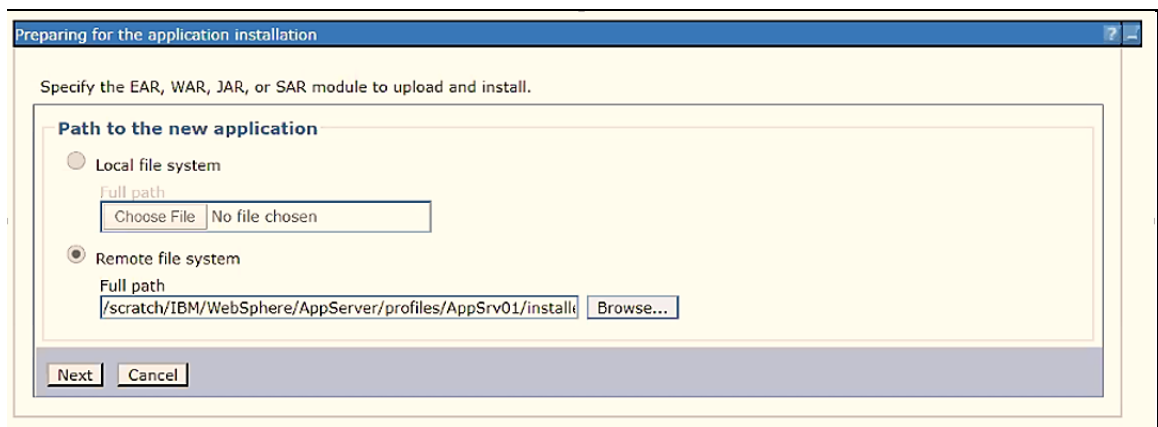 Preparing for the application installation
?
Specify the EAR, WAR, JAR, or SAR module to upload and install.
Path to the new application
Local file system
Full path
Choose File No file chosen
Remote file system
Full path
/scratch/IBM/WebSphere/AppServer/profiles/AppSrv01/installe Browse...
Next Cancel